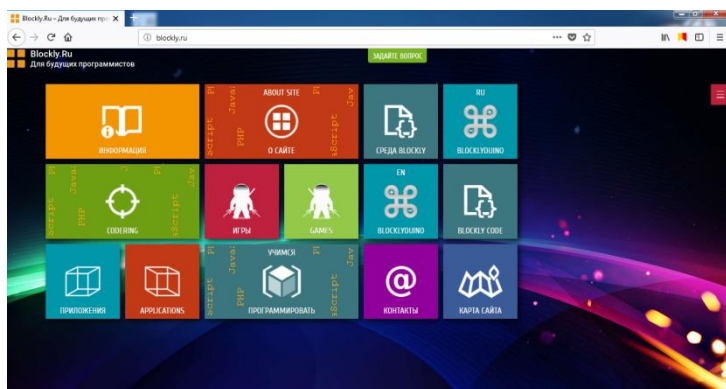 Blockly.Ru – Для будущих про
blockly.ru
Blockly.Ru
Для будущих программистов
ЗАДАЙТЕ ВОПРОС
ИНФОРМАЦИЯ
ABOUT SITE
О САЙТЕ
СРЕДА BLOCKLY
RU
BLOCKLYDUINO
CODERING
ИГРЫ
GAMES
EN
BLOCKLYDUINO
BLOCKLY CODE
ПРИЛОЖЕНИЯ
APPLICATIONS
УЧИМСЯ
ПРОГРАММИРОВАТЬ
@
КОНТАКТЫ
КАРТА САЙТА